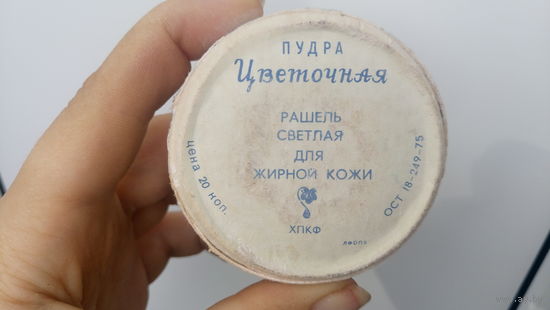 ПУДРА
Цветочная
РАШЕЛЬ
СВЕТЛАЯ
ДЛЯ
ЖИРНОЙ КОЖИ
цена 20 коп.
ОСТ 18-249-75
ХПКФ